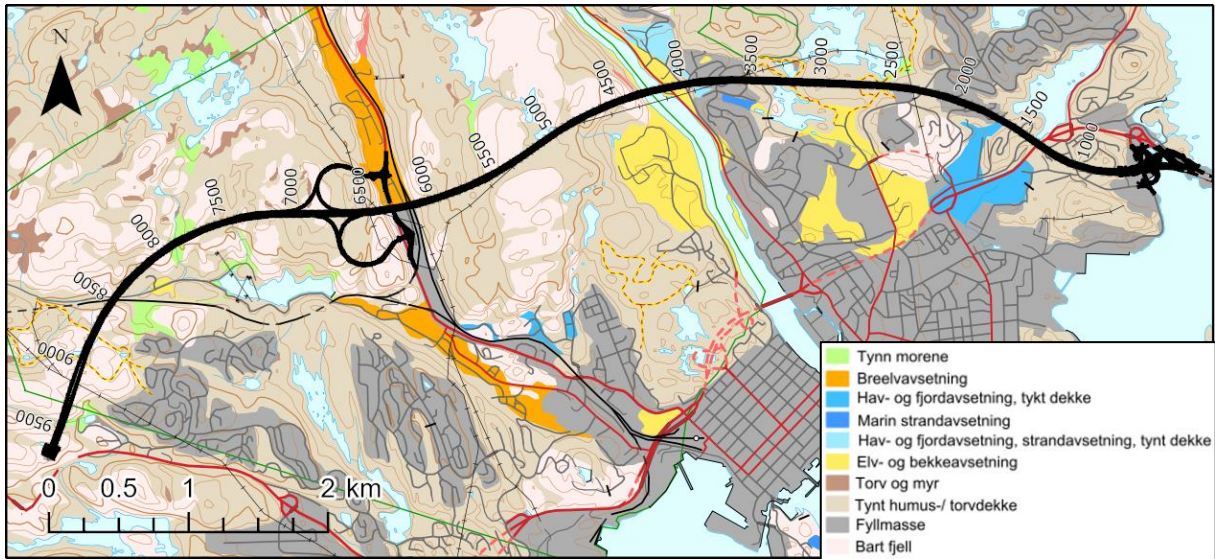 N
4500
4000
3500
3000
2500
2000
1500
1000
5000
5500
6000
6500
7000
7500
8000
8500
9000
9500
0 0.5 1 2 km
Tynn morene
Breelvavsetning
Hav- og fjordavsetning, tykt dekke
Marin strandavsetning
Hav- og fjordavsetning, strandavsetning, tynt dekke
Elv- og bekkeavsetning
Torv og myr
Tynt humus-/ torvdekke
Fyllmasse
Bart fjell